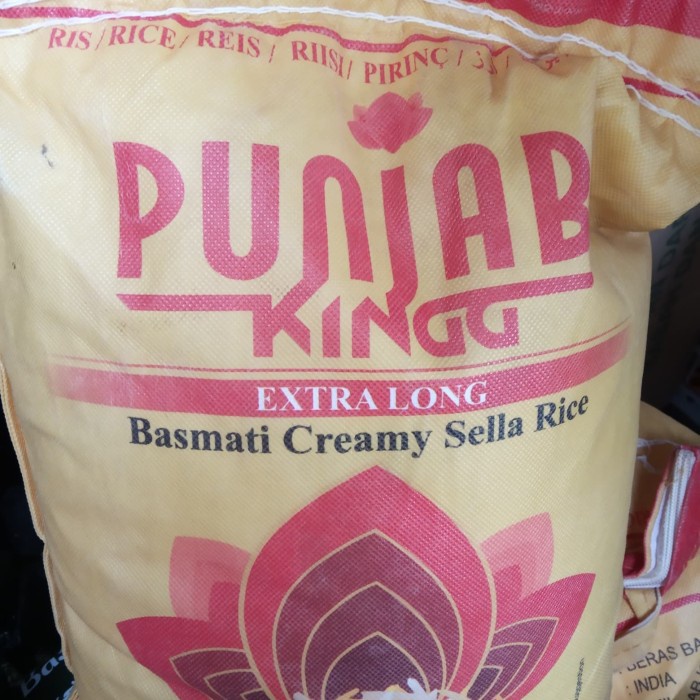 RIS / RICE / REIS / RIISI / PIRINÇ /
PUNJAB
KINGG
EXTRA LONG
Basmati Creamy Sella Rice
INDIA